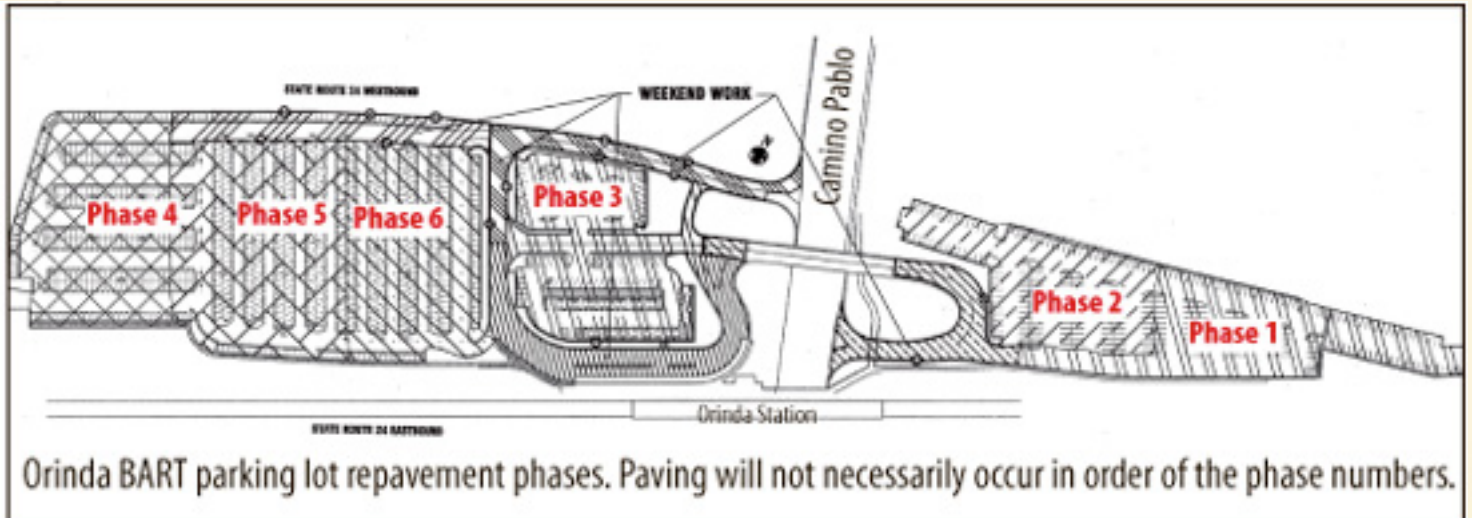 STATE ROUTE 24 WESTBOUND
WEEKEND WORK
Camino Pablo
Phase 3
Phase 4
Phase 5
Phase 6
Phase 2
Phase 1
Orinda Station
STATE ROUTE 24 EASTBOUND
Orinda BART parking lot repavement phases. Paving will not necessarily occur in order of the phase numbers.